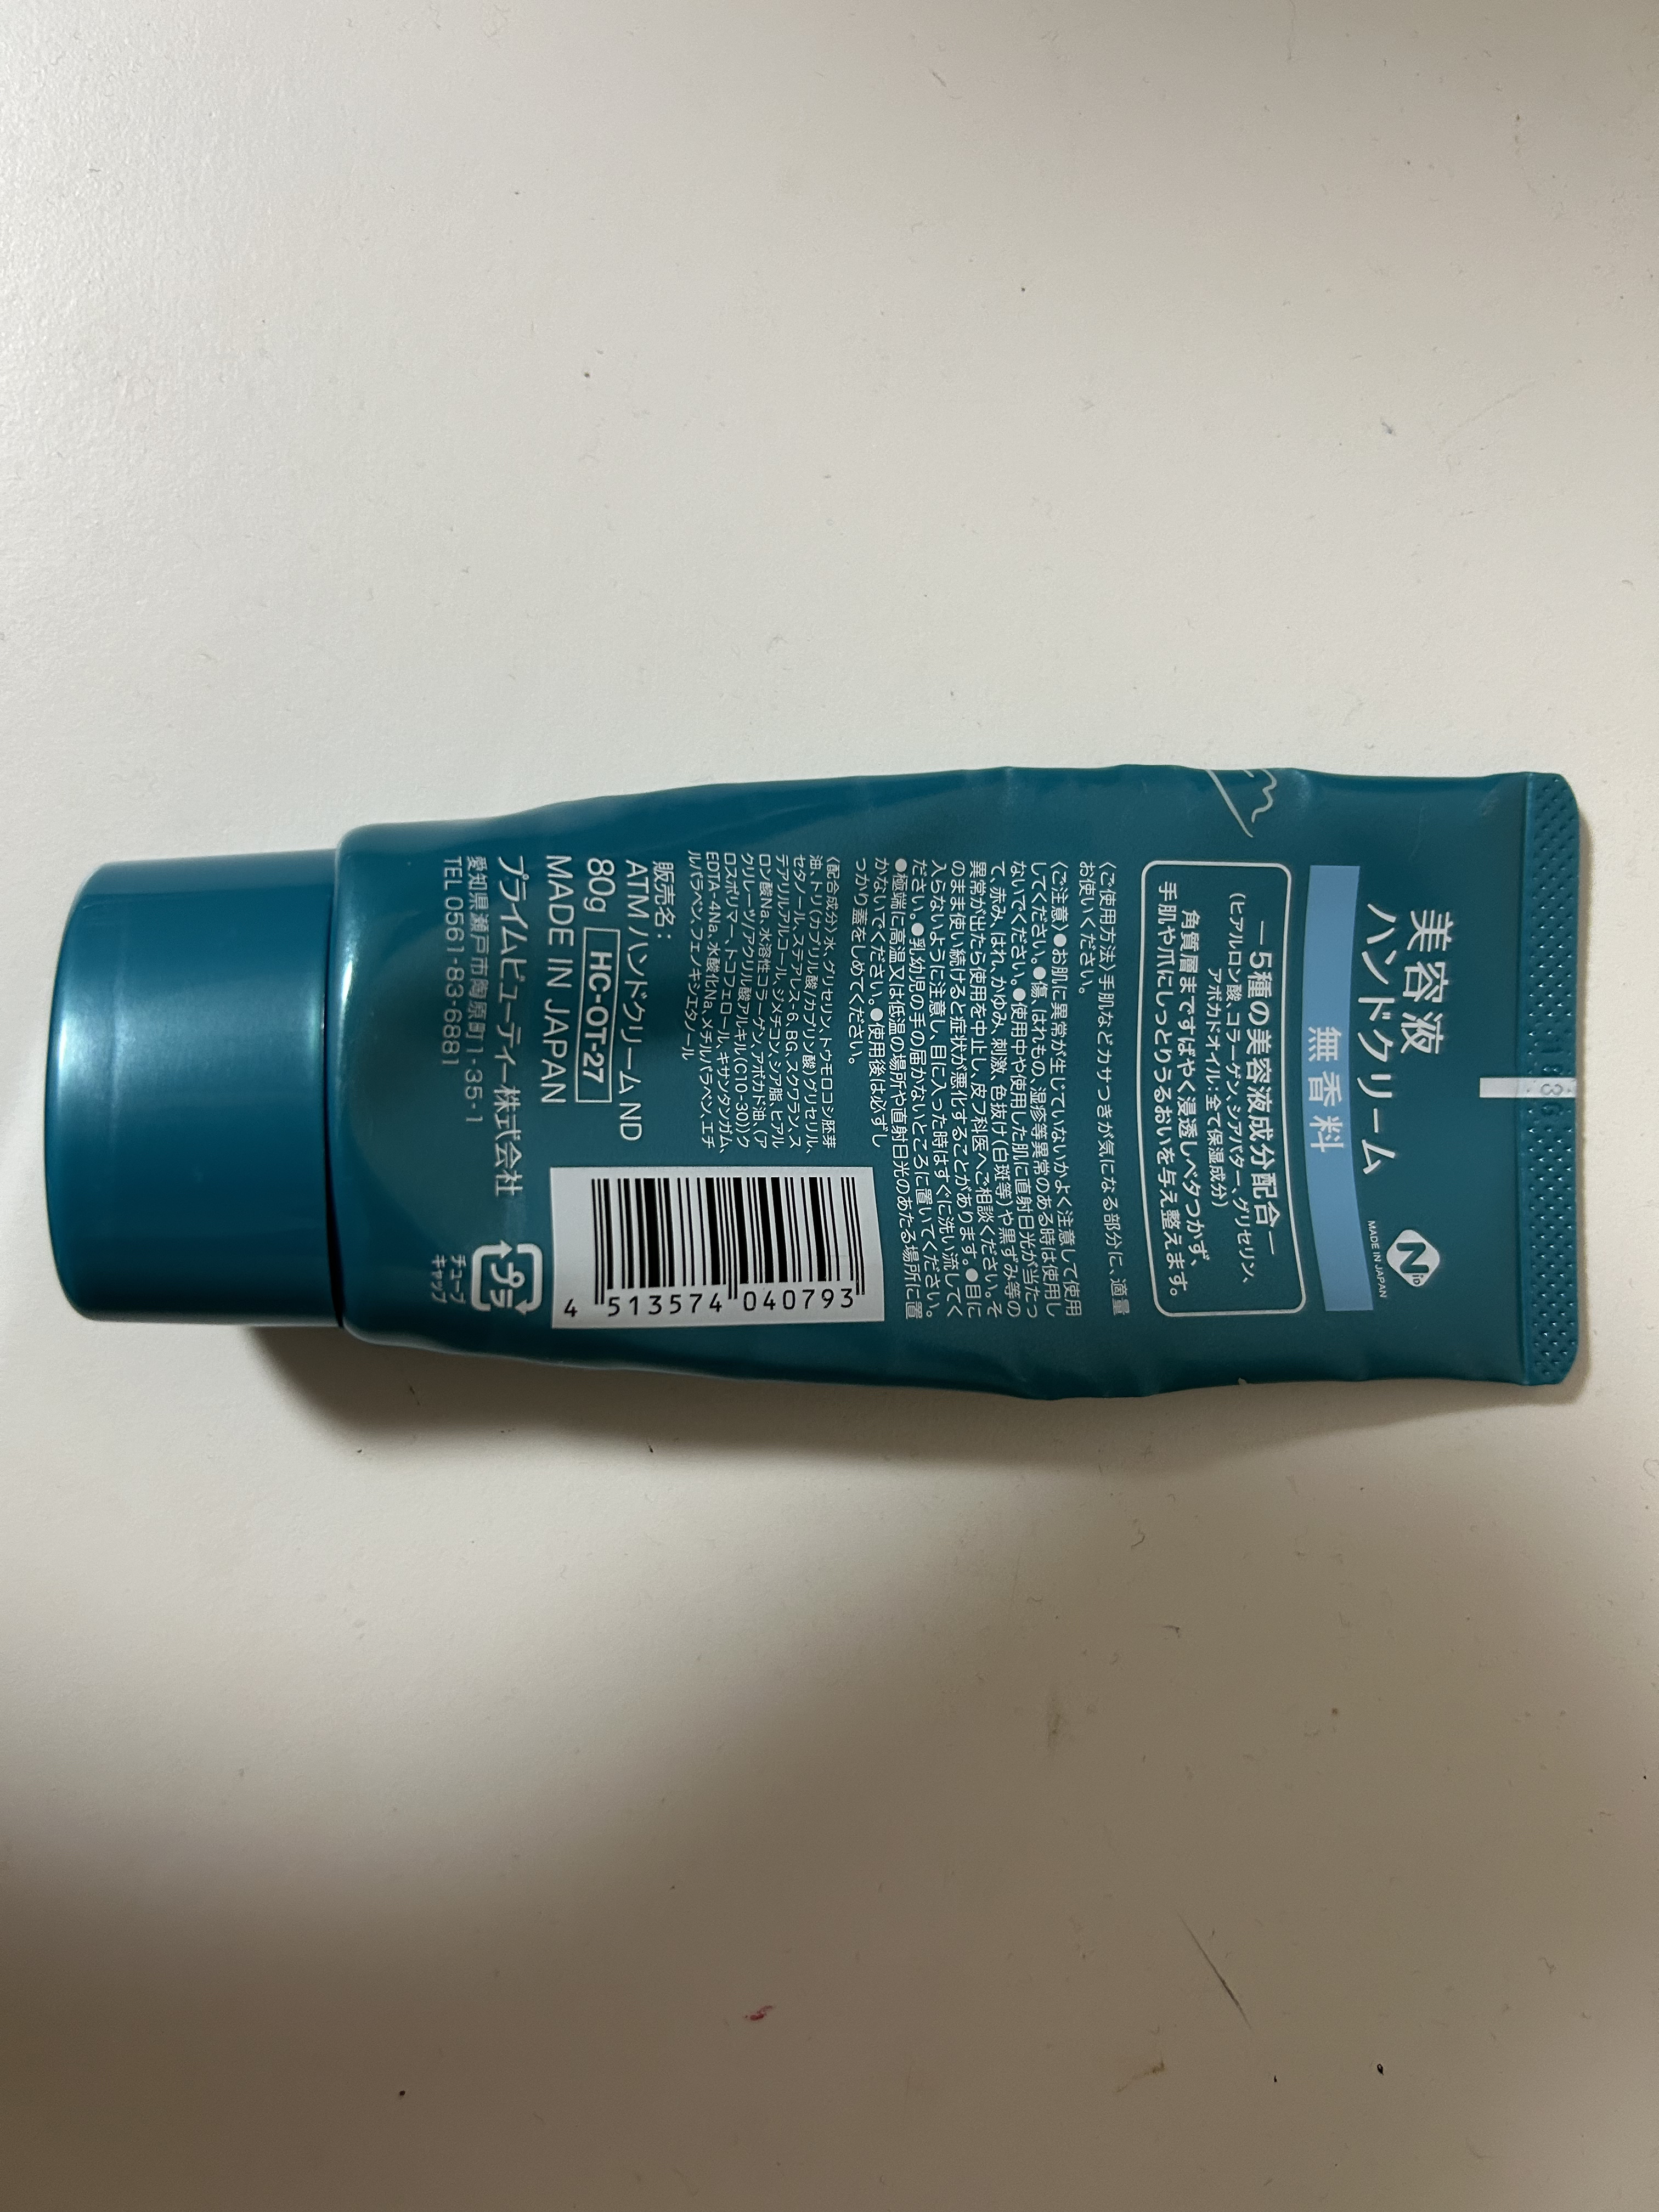 美容液
ハンドクリーム
Nid
MADE IN JAPAN
無香料
ー5種の美容液成分配合ー
(ヒアルロン酸、コラーゲン、シアバター、グリセリン、
アボカドオイル:全て保湿成分)
角質層まですばやく浸透しベタつかず、
手肌や爪にしっとりうるおいを与え整えます。
〈ご使用方法〉手肌などカサつきが気になる部分に、適量
お使いください。
〈ご注意〉●お肌に異常が生じていないかよく注意して使用
してください。●傷、はれもの、湿疹等異常のある時は使用し
ないでください。●使用中や使用した肌に直射日光が当たっ
て、赤み、はれ、かゆみ、刺激、色抜け(白斑等)や黒ずみ等の
異常が出たら使用を中止し、皮フ科医へご相談ください。そ
のまま使い続けると症状が悪化することがあります。●目に
入らないように注意し、目に入った時はすぐに洗い流してく
ださい。●乳幼児の手の届かないところに置いてください。
●極端に高温又は低温の場所や直射日光のあたる場所に置
かないでください。●使用後は必ずし
っかり蓋をしめてください。
〈配合成分〉水、グリセリン、トウモロコシ胚芽
油、トリ(カプリル酸/カプリン酸)グリセリル、
セタノール、ステアレス-6、BG、スクワラン、ス
テアリルアルコール、ジメチコン、シア脂、ヒアル
ロン酸Na、水溶性コラーゲン、アボカド油、(ア
クリレーツ/アクリル酸アルキル(C10-30))ク
ロスポリマー、トコフェロール、キサンタンガム、
EDTA-4Na、水酸化Na、メチルパラベン、エチ
ルパラベン、フェノキシエタノール
販売名:
ATM ハンドクリーム ND
80g HC-OT-27
MADE IN JAPAN
4 513574 040793
プライムビューティー株式会社
愛知県瀬戸市陶原町1-35-1
TEL 0561-83-6881
プラ
チューブ
キャップ